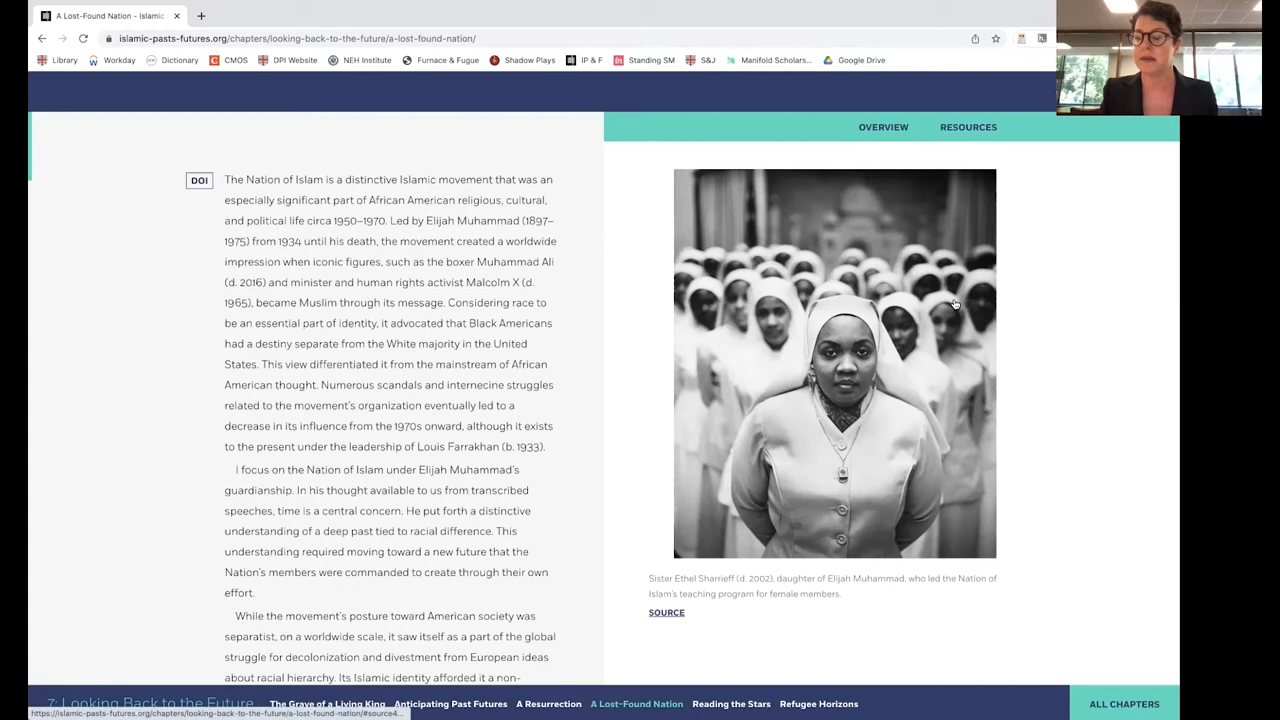 A Lost-Found Nation - Islamic
islamic-pasts-futures.org/chapters/looking-back-to-the-future/a-lost-found-nation/
Library Workday Dictionary CMOS DPI Website NEH Institute Furnace & Fugue Shadow Plays IP & F Standing SM S&J Manifold Scholars... Google Drive
OVERVIEW RESOURCES
DOI
The Nation of Islam is a distinctive Islamic movement that was an
especially significant part of African American religious, cultural,
and political life circa 1950–1970. Led by Elijah Muhammad (1897–
1975) from 1934 until his death, the movement created a worldwide
impression when iconic figures, such as the boxer Muhammad Ali
(d. 2016) and minister and human rights activist Malcolm X (d.
1965), became Muslim through its message. Considering race to
be an essential part of identity, it advocated that Black Americans
had a destiny separate from the White majority in the United
States. This view differentiated it from the mainstream of African
American thought. Numerous scandals and internecine struggles
related to the movement's organization eventually led to a
decrease in its influence from the 1970s onward, although it exists
to the present under the leadership of Louis Farrakhan (b. 1933).
I focus on the Nation of Islam under Elijah Muhammad's
guardianship. In his thought available to us from transcribed
speeches, time is a central concern. He put forth a distinctive
understanding of a deep past tied to racial difference. This
understanding required moving toward a new future that the
Nation's members were commanded to create through their own
effort.
While the movement's posture toward American society was
separatist, on a worldwide scale, it saw itself as a part of the global
struggle for decolonization and divestment from European ideas
about racial hierarchy. Its Islamic identity afforded it a non-
Sister Ethel Sharrieff (d. 2002), daughter of Elijah Muhammad, who led the Nation of
Islam's teaching program for female members.
SOURCE
7: Looking Back to the Future The Grave of a Living King Anticipating Past Futures A Resurrection A Lost-Found Nation Reading the Stars Refugee Horizons ALL CHAPTERS
https://islamic-pasts-futures.org/chapters/looking-back-to-the-future/a-lost-found-nation/#source4...